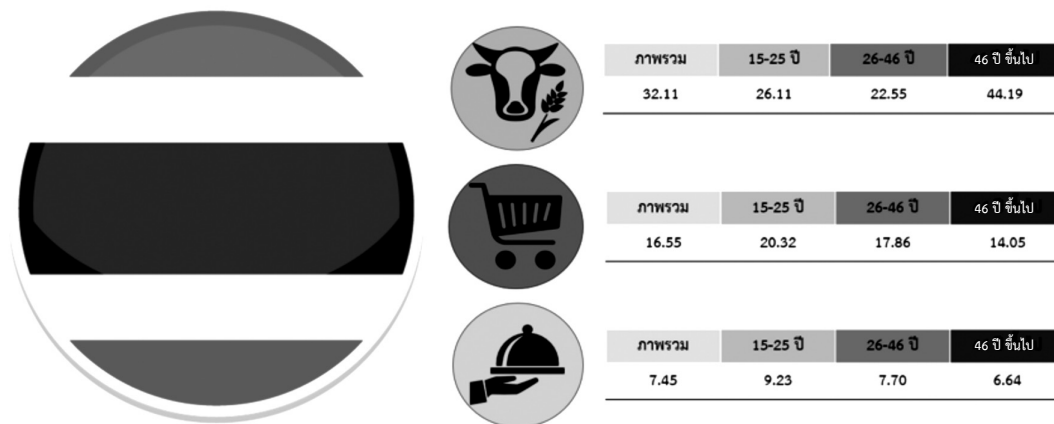 ภาพรวม 15-25 ปี 26-46 ปี 46 ปี ขึ้นไป
32.11 26.11 22.55 44.19
ภาพรวม 15-25 ปี 26-46 ปี 46 ปี ขึ้นไป
16.55 20.32 17.86 14.05
ภาพรวม 15-25 ปี 26-46 ปี 46 ปี ขึ้นไป
7.45 9.23 7.70 6.64